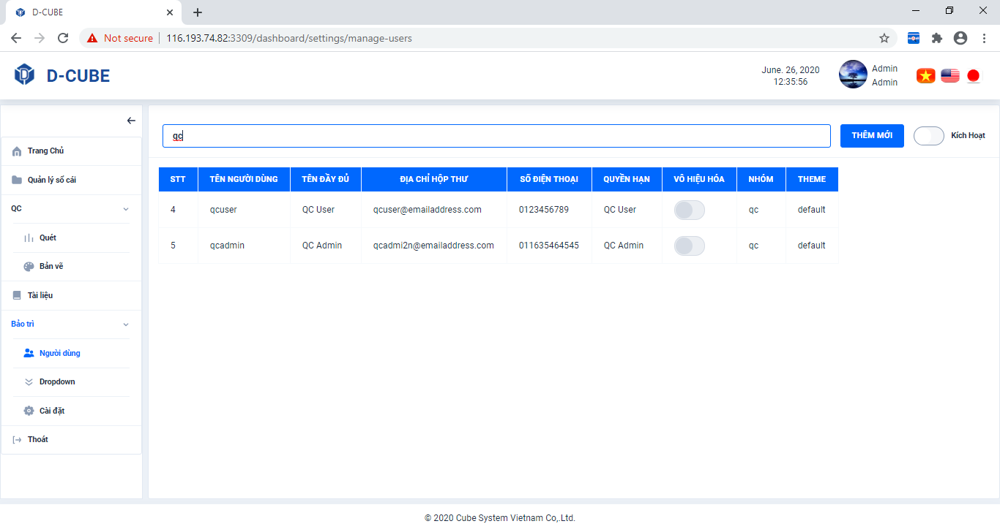 D-CUBE
Not secure
116.193.74.82:3309/dashboard/settings/manage-users
D-CUBE
June. 26, 2020
12:35:56
Admin
Admin
qc
THÊM MỚI
Kích Hoạt
Trang Chủ
Quản lý sổ cái
QC
Quét
Bản vẽ
Tài liệu
Bảo trì
Người dùng
Dropdown
Cài đặt
Thoát
STT TÊN NGƯỜI DÙNG TÊN ĐẦY ĐỦ ĐỊA CHỈ HỘP THƯ SỐ ĐIỆN THOẠI QUYỀN HẠN VÔ HIỆU HÓA NHÓM THEME
4 qcuser QC User qcuser@emailaddress.com 0123456789 QC User qc default
5 qcadmin QC Admin qcadmi2n@emailaddress.com 011635464545 QC Admin qc default
© 2020 Cube System Vietnam Co,.Ltd.